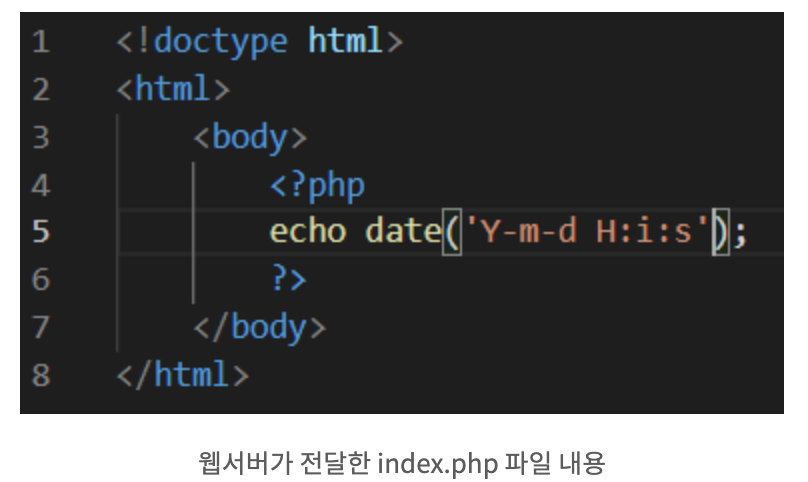 1 <!doctype html>
2 <html>
3 <body>
4 <?php
5 echo date('Y-m-d H:i:s');
6 ?>
7 </body>
8 </html>
웹서버가 전달한 index.php 파일 내용